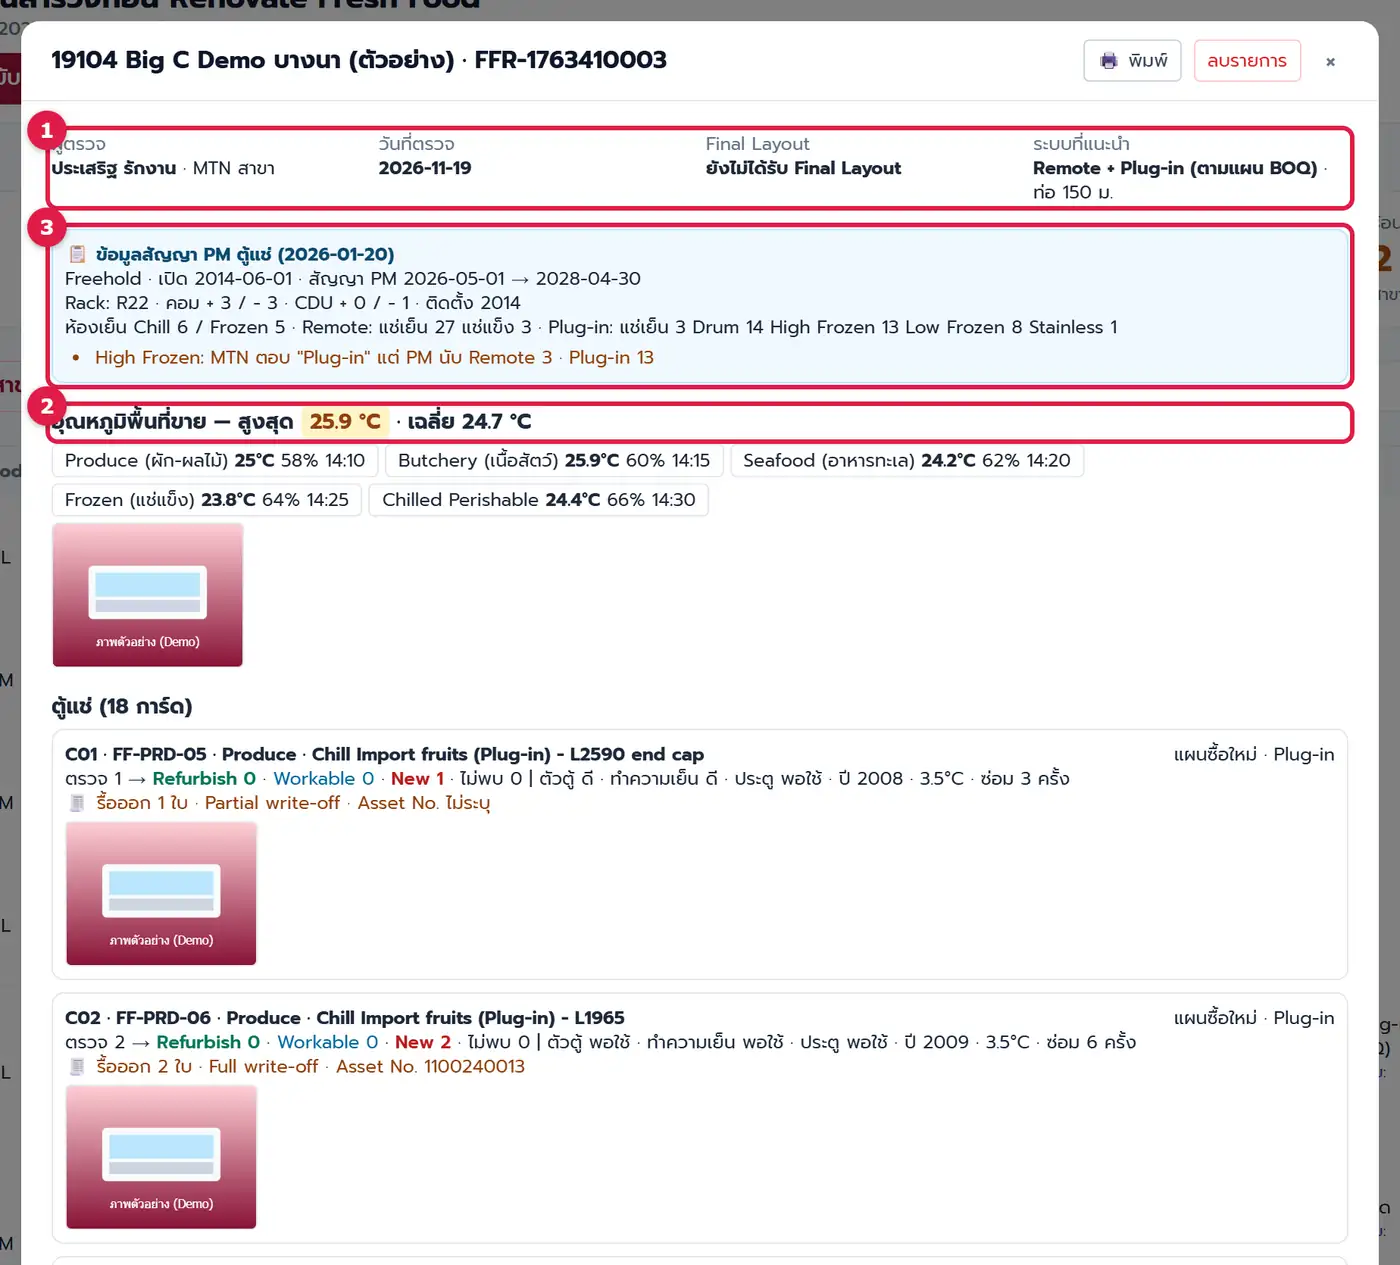 19104 Big C Demo บางนา (ตัวอย่าง) · FFR-1763410003
พิมพ์
ลบรายการ
×
1
วันที่ตรวจ
Final Layout
ระบบที่แนะนำ
ประเสริฐ รักงาน · MTN สาขา
2026-11-19
ยังไม่ได้รับ Final Layout
Remote + Plug-in (ตามแผน BOQ) ·
ท่อ 150 ม.
3
ข้อมูลสัญญา PM ตู้แช่ (2026-01-20)
Freehold · เปิด 2014-06-01 · สัญญา PM 2026-05-01 → 2028-04-30
Rack: R22 · คอม + 3 / - 3 · CDU + 0 / - 1 · ติดตั้ง 2014
ห้องเย็น Chill 6 / Frozen 5 · Remote: แช่เย็น 27 แช่แข็ง 3 · Plug-in: แช่เย็น 3 Drum 14 High Frozen 13 Low Frozen 8 Stainless 1
• High Frozen: MTN ตอบ "Plug-in" แต่ PM นับ Remote 3 · Plug-in 13
2
อุณหภูมิพื้นที่ขาย — สูงสุด 25.9 °C · เฉลี่ย 24.7 °C
Produce (ผัก-ผลไม้) 25°C 58% 14:10
Butchery (เนื้อสัตว์) 25.9°C 60% 14:15
Seafood (อาหารทะเล) 24.2°C 62% 14:20
Frozen (แช่แข็ง) 23.8°C 64% 14:25
Chilled Perishable 24.4°C 66% 14:30
ภาพตัวอย่าง (Demo)
ตู้แช่ (18 การ์ด)
C01 · FF-PRD-05 · Produce · Chill Import fruits (Plug-in) - L2590 end cap
แผนซื้อใหม่ · Plug-in
ตรวจ 1 → Refurbish 0 · Workable 0 · New 1 · ไม่พบ 0 | ตัวตู้ ดี · ทำความเย็น ดี · ประตู พอใช้ · ปี 2008 · 3.5°C · ซ่อม 3 ครั้ง
รื้อออก 1 ใบ · Partial write-off · Asset No. ไม่ระบุ
ภาพตัวอย่าง (Demo)
C02 · FF-PRD-06 · Produce · Chill Import fruits (Plug-in) - L1965
แผนซื้อใหม่ · Plug-in
ตรวจ 2 → Refurbish 0 · Workable 0 · New 2 · ไม่พบ 0 | ตัวตู้ พอใช้ · ทำความเย็น พอใช้ · ประตู พอใช้ · ปี 2009 · 3.5°C · ซ่อม 6 ครั้ง
รื้อออก 2 ใบ · Full write-off · Asset No. 1100240013
ภาพตัวอย่าง (Demo)